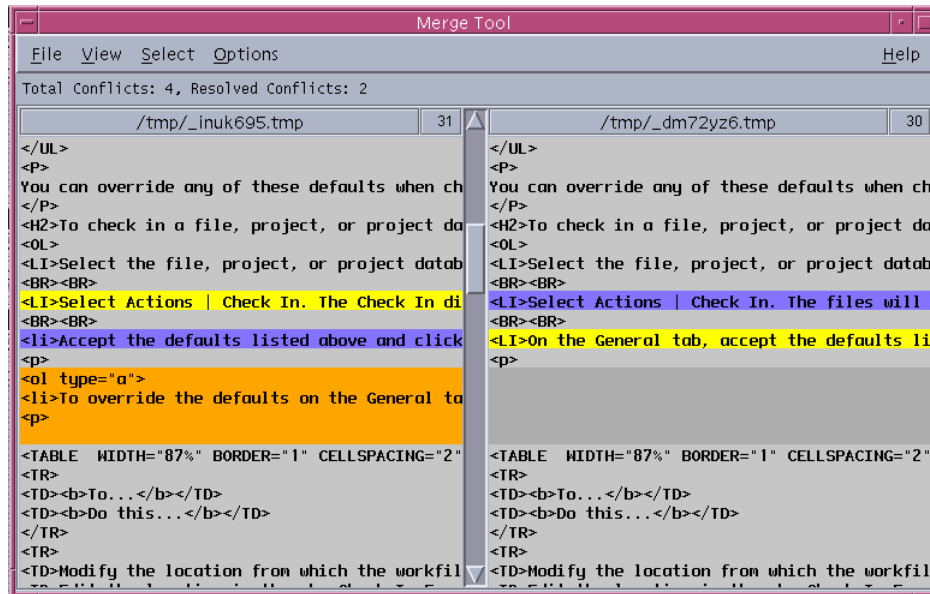 Merge Tool
File View Select Options Help
Total Conflicts: 4, Resolved Conflicts: 2
/tmp/_inuk695.tmp 31
</UL>
<P>
You can override any of these defaults when ch
</P>
<H2>To check in a file, project, or project da
<OL>
<LI>Select the file, project, or project datab
<BR><BR>
<LI>Select Actions | Check In. The Check In di
<BR><BR>
<li>Accept the defaults listed above and click
<p>
<ol type="a">
<li>To override the defaults on the General ta
<p>
<TABLE  WIDTH="87%" BORDER="1" CELLSPACING="2"
<TR>
<TD><b>To...</b></TD>
<TD><b>Do this...</b></TD>
</TR>
<TR>
<TD>Modify the location from which the workfil
/tmp/_dm72yz6.tmp 30
</UL>
<P>
You can override any of these defaults when ch
</P>
<H2>To check in a file, project, or project da
<OL>
<LI>Select the file, project, or project datab
<BR><BR>
<LI>Select Actions | Check In. The files will
<BR><BR>
<LI>On the General tab, accept the defaults li
<p>
<TABLE  WIDTH="87%" BORDER="1" CELLSPACING="2"
<TR>
<TD><b>To...</b></TD>
<TD><b>Do this...</b></TD>
</TR>
<TR>
<TD>Modify the location from which the workfil